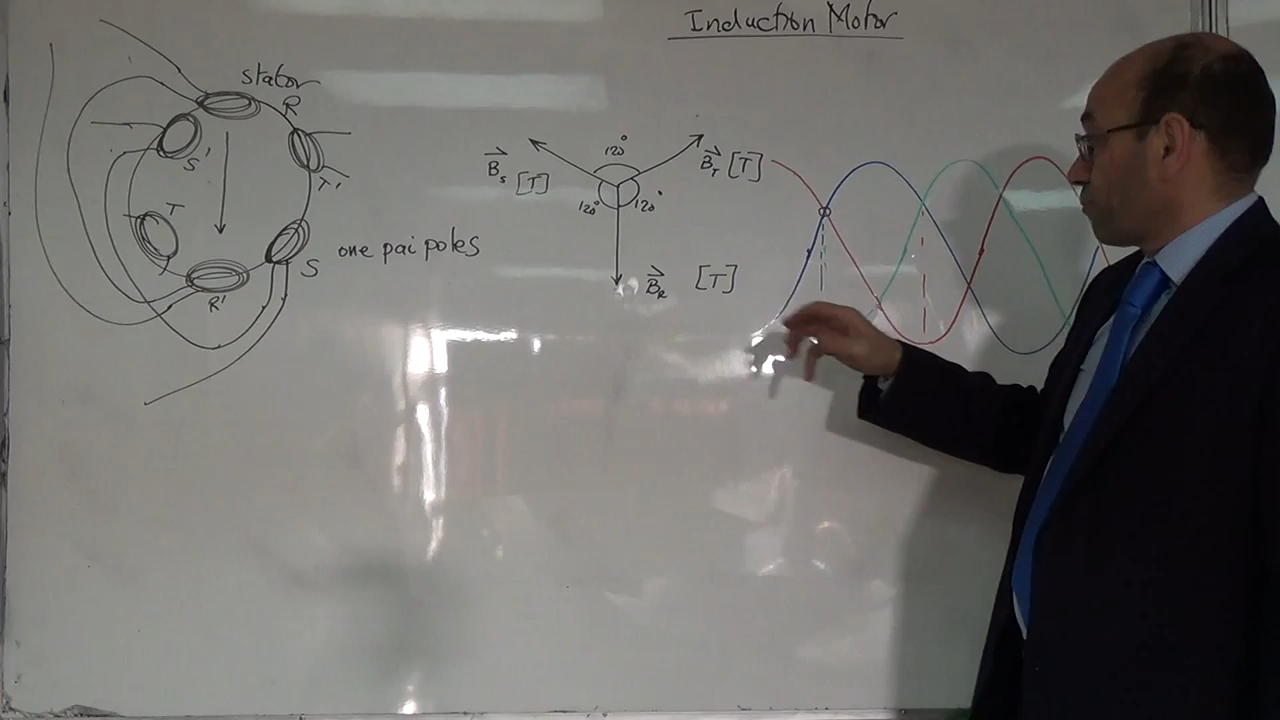 Induction Motor
stator
R
S'
T'
T
S
R'
one pai poles
120°
120°
120°
B⃗s [T]
B⃗T [T]
B⃗R [T]